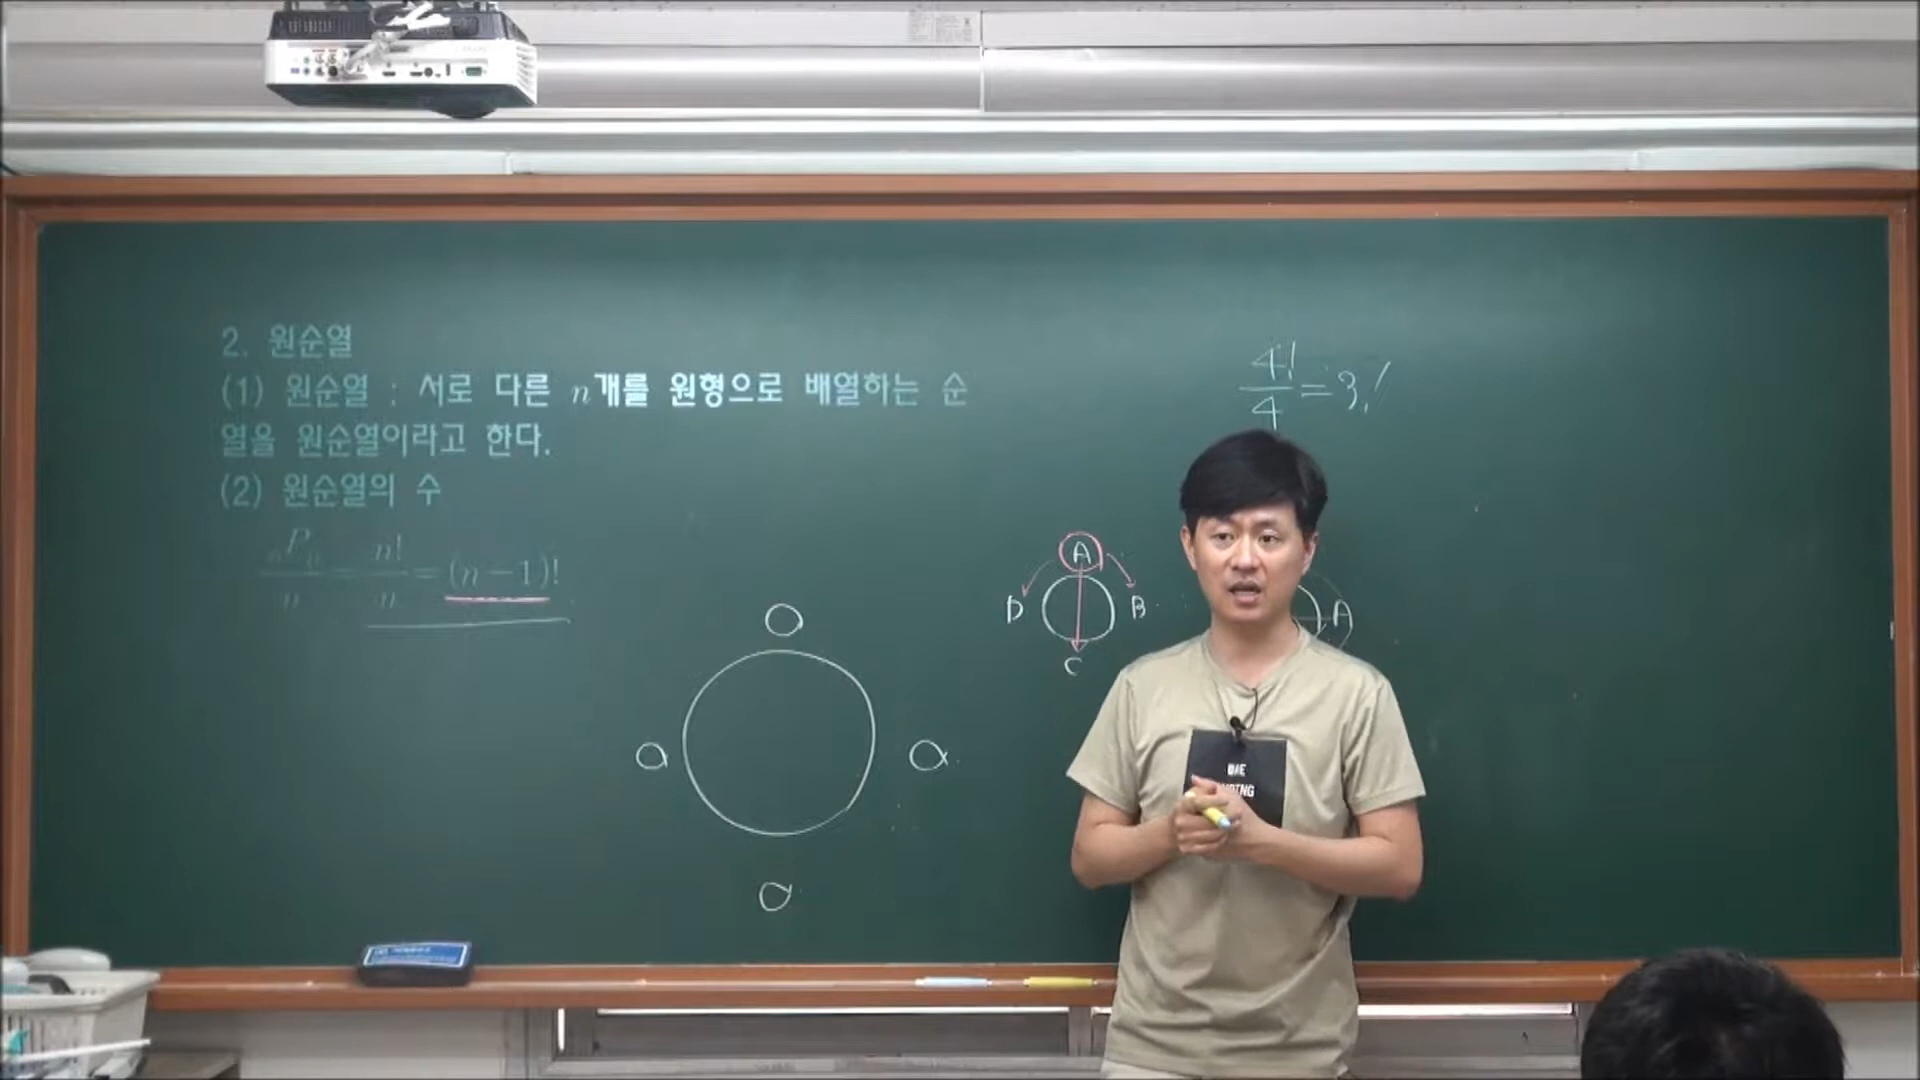 2. 원순열
(1) 원순열 : 서로 다른 n개를 원형으로 배열하는 순
열을 원순열이라고 한다.
(2) 원순열의 수
nPn/n = n!/n = (n-1)!
4!/4 = 3!
A
D B
C
A